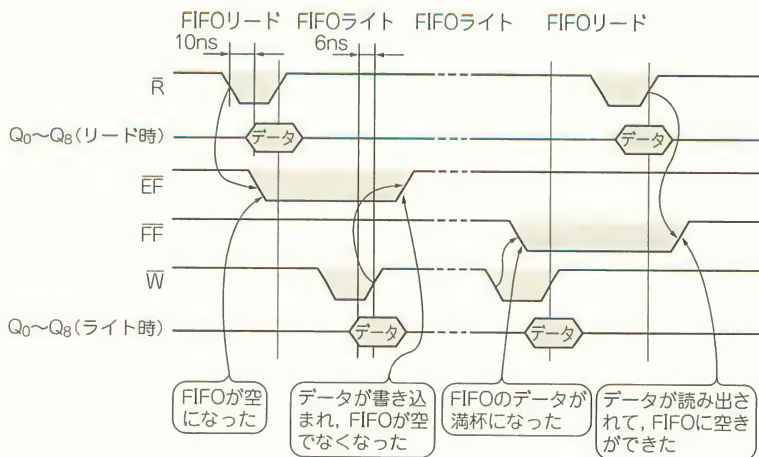 FIFOリード FIFOライト FIFOライト FIFOリード
10ns 6ns
R
Q0〜Q8(リード時) データ データ
EF
FF
W
Q0〜Q8(ライト時) データ データ
FIFOが空
になった
データが書き込
まれ，FIFOが空
でなくなった
FIFOのデータが
満杯になった
データが読み出さ
れて，FIFOに空き
ができた